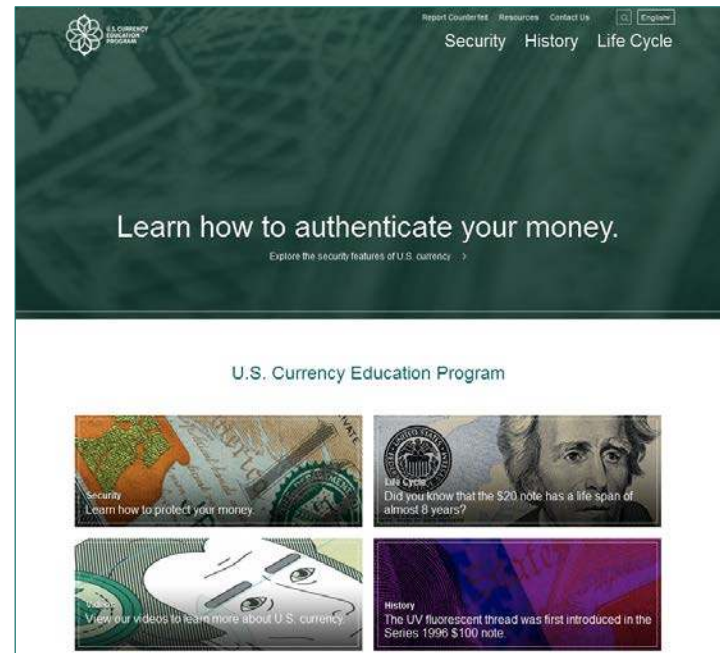 U.S. CURRENCY
EDUCATION
PROGRAM
Report Counterfeit Resources Contact Us English
Security History Life Cycle
Learn how to authenticate your money.
Explore the security features of U.S. currency >
U.S. Currency Education Program
Security
Learn how to protect your money.
Life Cycle
Did you know that the $20 note has a life span of
almost 8 years?
Videos
View our videos to learn more about U.S. currency.
History
The UV fluorescent thread was first introduced in the
Series 1996 $100 note.